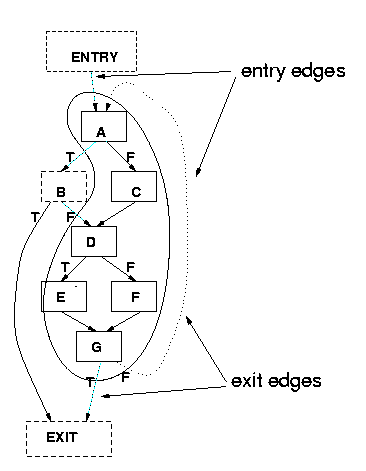 ENTRY
entry edges
A
T F
B C
T F
D
T F
E F
G
T F
exit edges
EXIT